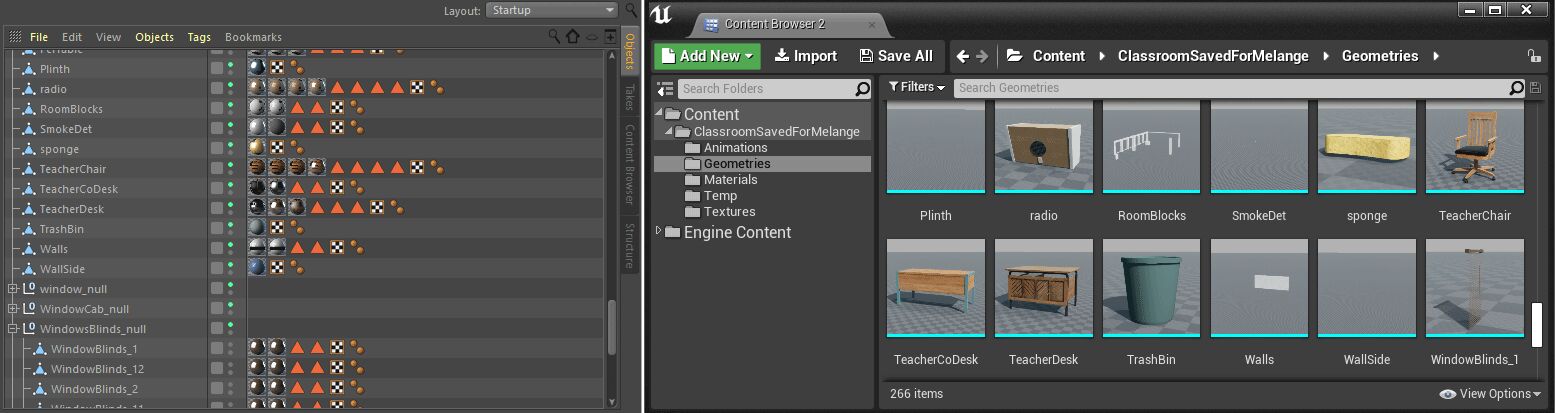 Layout: Startup
File Edit View Objects Tags Bookmarks
Plinth
radio
RoomBlocks
SmokeDet
sponge
TeacherChair
TeacherCoDesk
TeacherDesk
TrashBin
Walls
WallSide
window_null
WindowCab_null
WindowsBlinds_null
WindowBlinds_1
WindowBlinds_12
WindowBlinds_2
WindowBlinds_11
Objects
Takes
Content Browser
Structure
Content Browser 2
Add New Import Save All Content ClassroomSavedForMelange Geometries
Search Folders
Content
ClassroomSavedForMelange
Animations
Geometries
Materials
Temp
Textures
Engine Content
Filters Search Geometries
Plinth radio RoomBlocks SmokeDet sponge TeacherChair
TeacherCoDesk TeacherDesk TrashBin Walls WallSide WindowBlinds_1
266 items View Options